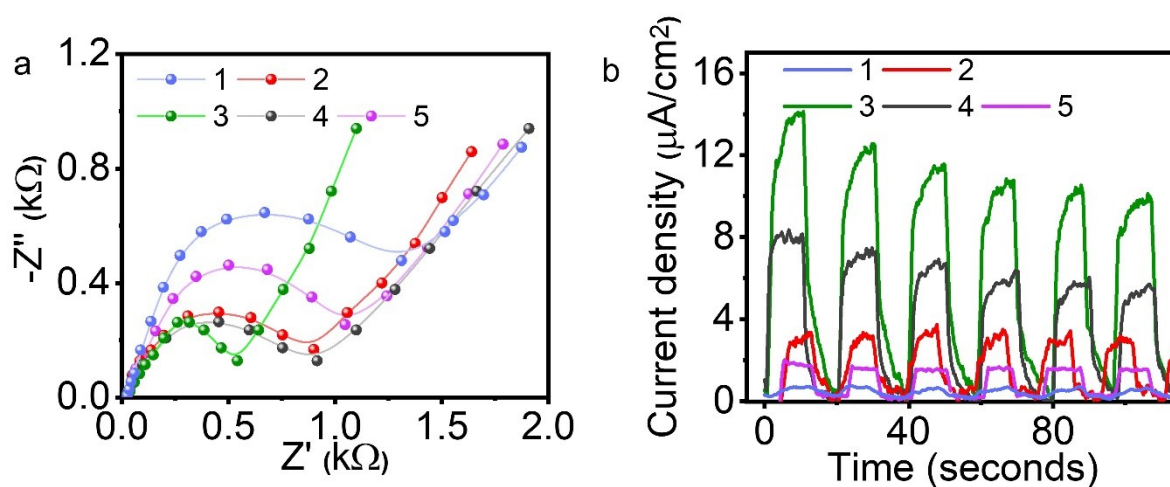 a
1 2
3 4 5
-Z" (kΩ)
1.2
0.8
0.4
0.0
0.0 0.5 1.0 1.5 2.0
Z' (kΩ)
b
1 2
3 4 5
Current density (μA/cm²)
16
12
8
4
0
0 40 80
Time (seconds)